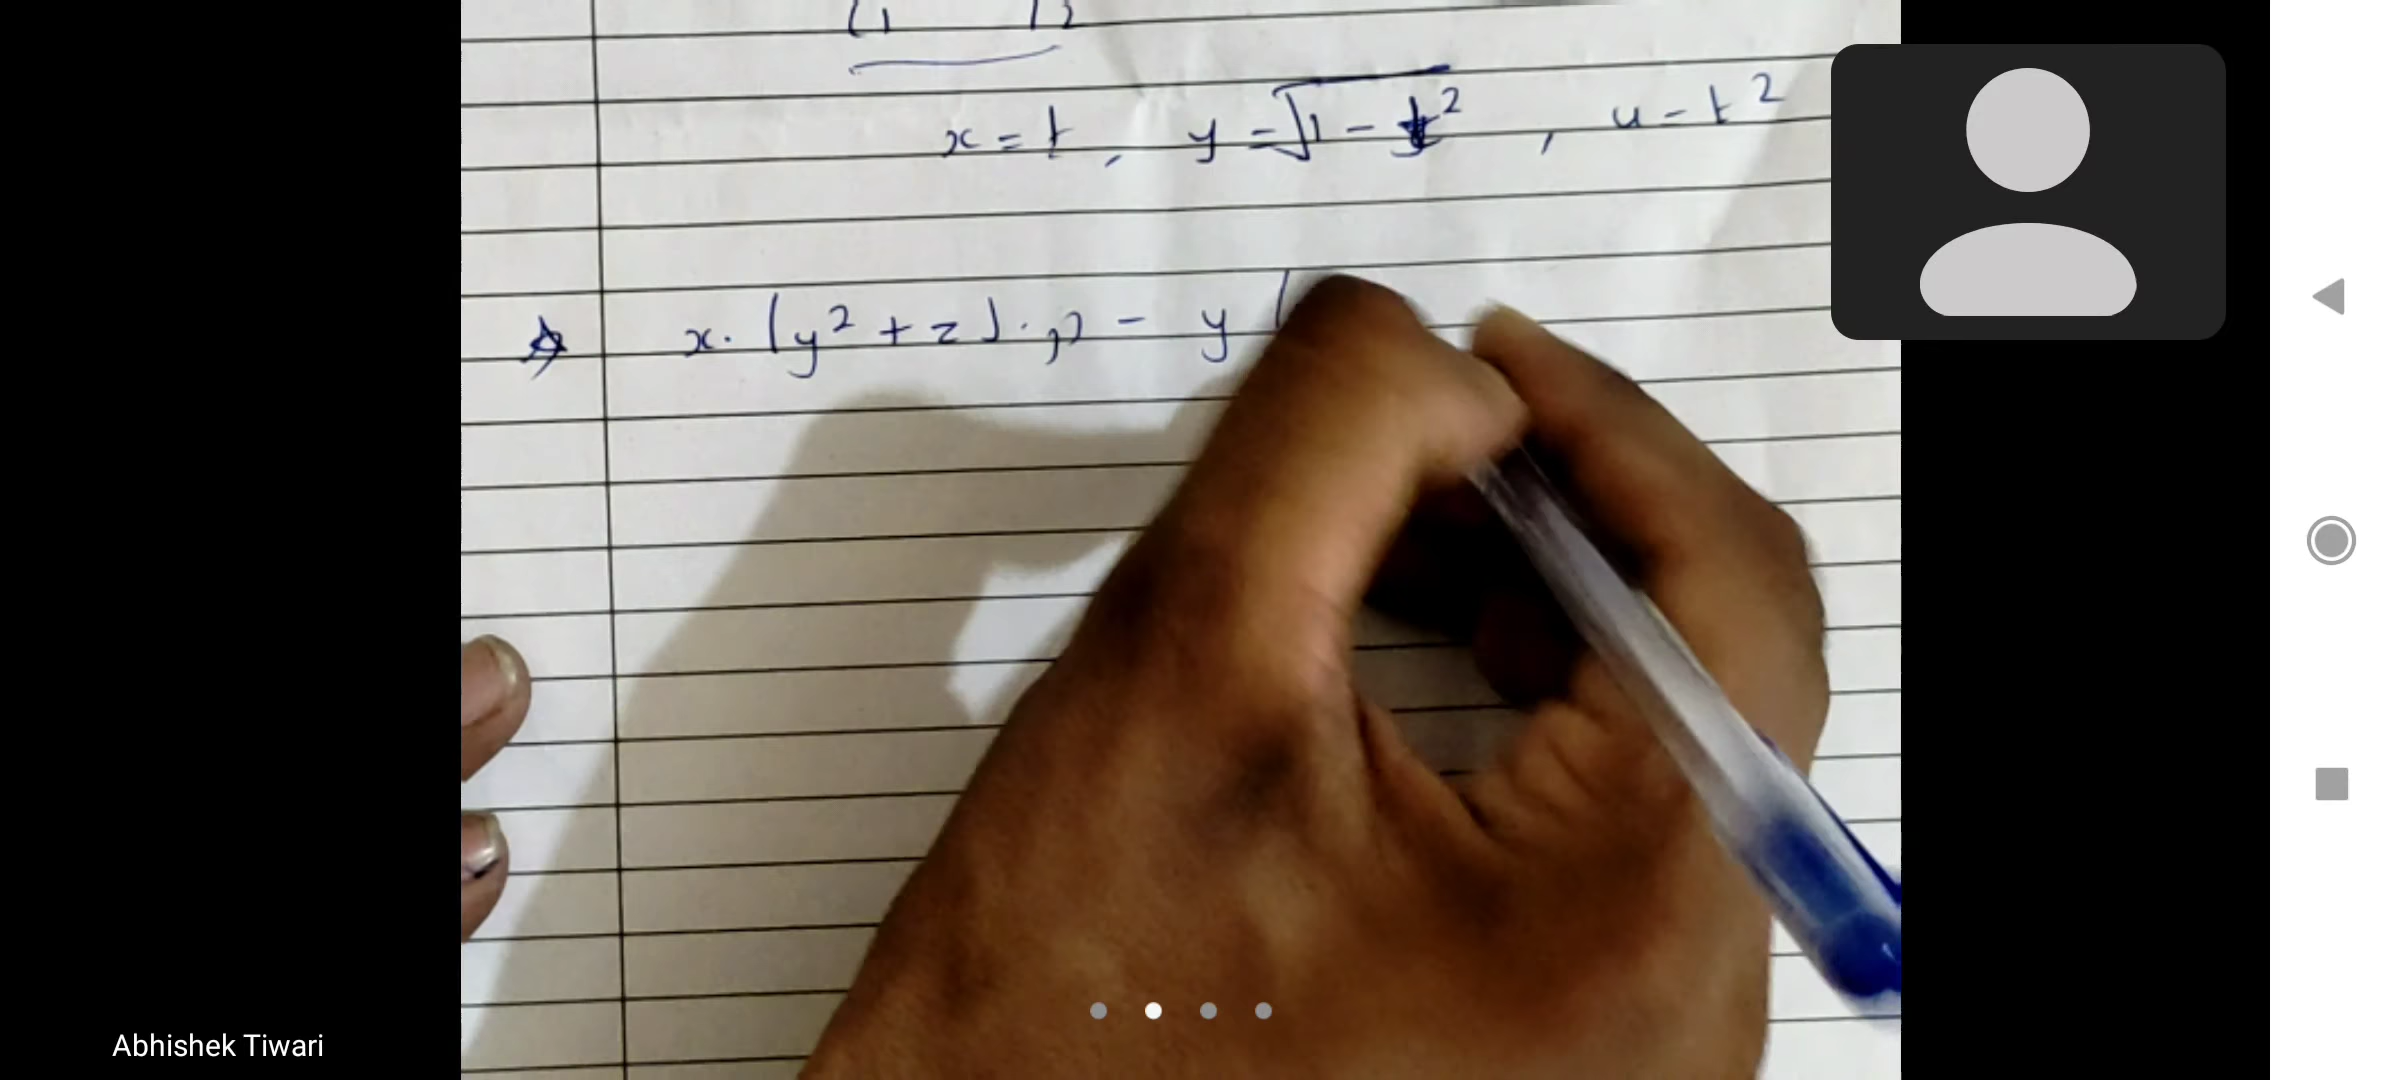 x = t, y = √1 - t², u - t²
x. (y² + z). p - y (
Abhishek Tiwari